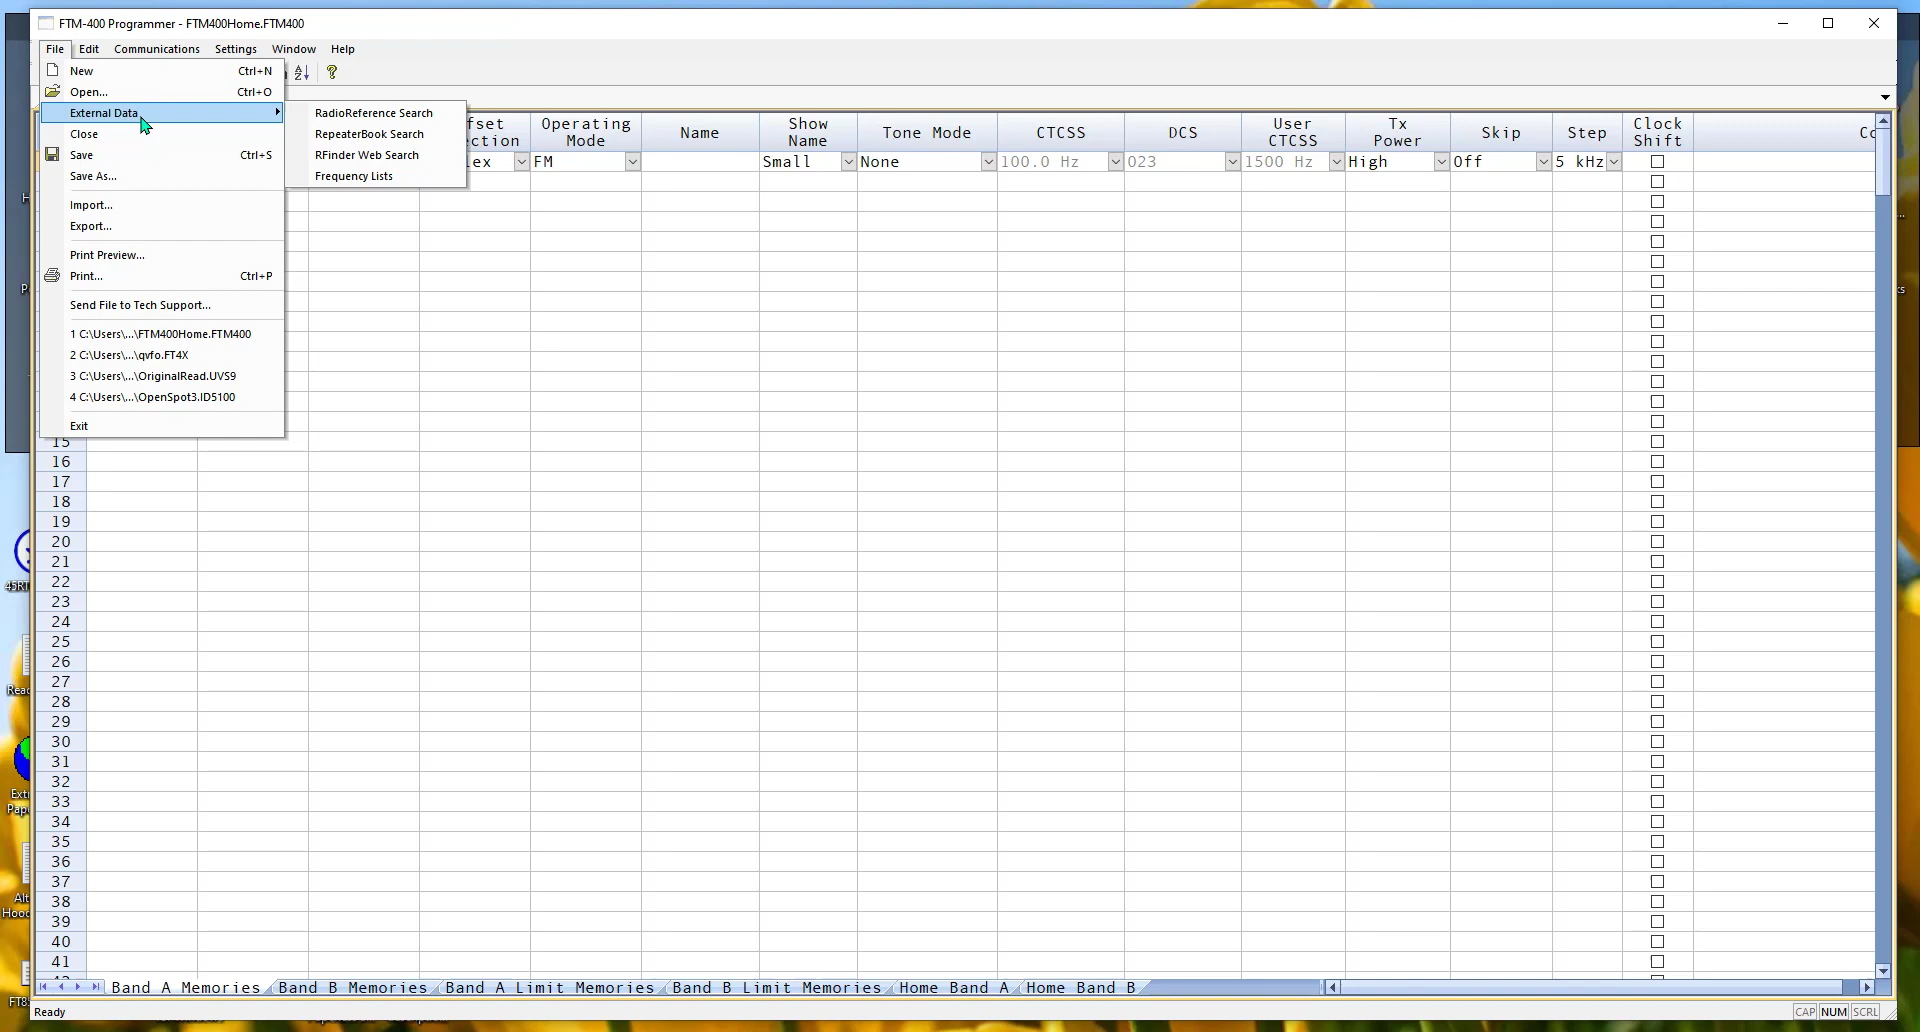 FTM-400 Programmer - FTM400Home.FTM400
File Edit Communications Settings Window Help
New Ctrl+N
Open... Ctrl+O
External Data
Close
Save Ctrl+S
Save As...
Import...
Export...
Print Preview...
Print... Ctrl+P
Send File to Tech Support...
1 C:\Users\...\FTM400Home.FTM400
2 C:\Users\...\qvfo.FT4X
3 C:\Users\...\OriginalRead.UVS9
4 C:\Users\...\OpenSpot3.ID5100
Exit
RadioReference Search
RepeaterBook Search
RFinder Web Search
Frequency Lists
Operating Mode Name Show Name Tone Mode CTCSS DCS User CTCSS Tx Power Skip Step Clock Shift
FM Small None 100.0 Hz 023 1500 Hz High Off 5 kHz
15
16
17
18
19
20
21
22
23
24
25
26
27
28
29
30
31
32
33
34
35
36
37
38
39
40
41
Band A Memories Band B Memories Band A Limit Memories Band B Limit Memories Home Band A Home Band B
Ready CAP NUM SCRL